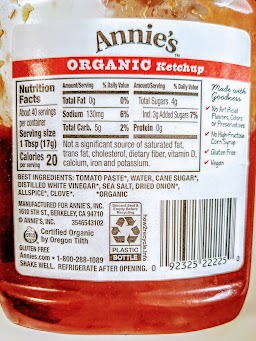 Annie's™
ORGANIC Ketchup
Nutrition Facts
About 40 servings
per container
Serving size
1 Tbsp (17g)
Calories 20
per serving
Amount/Serving % Daily Value
Total Fat 0g 0%
Sodium 130mg 6%
Total Carb. 5g 2%
Amount/Serving % Daily Value
Total Sugars 4g
Incl. 3g Added Sugars 7%
Protein 0g
Not a significant source of saturated fat,
trans fat, cholesterol, dietary fiber, vitamin D,
calcium, iron and potassium.
Made with
Goodness
✓ No Artificial
Flavors, Colors
or Preservatives
✓ No High-Fructose
Corn Syrup
✓ Gluten Free
✓ Vegan
BEST INGREDIENTS: TOMATO PASTE*, WATER, CANE SUGAR*,
DISTILLED WHITE VINEGAR*, SEA SALT, DRIED ONION*,
ALLSPICE*, CLOVE*. *ORGANIC
MANUFACTURED FOR ANNIE'S, INC.
1610 5TH ST., BERKELEY, CA 94710
© ANNIE'S, INC. 3546543102
Certified Organic
by Oregon Tilth
GLUTEN FREE
Annies.com • 1-800-288-1089
SHAKE WELL. REFRIGERATE AFTER OPENING.
PLASTIC
BOTTLE
how2recycle.info
0 92325 22225 0